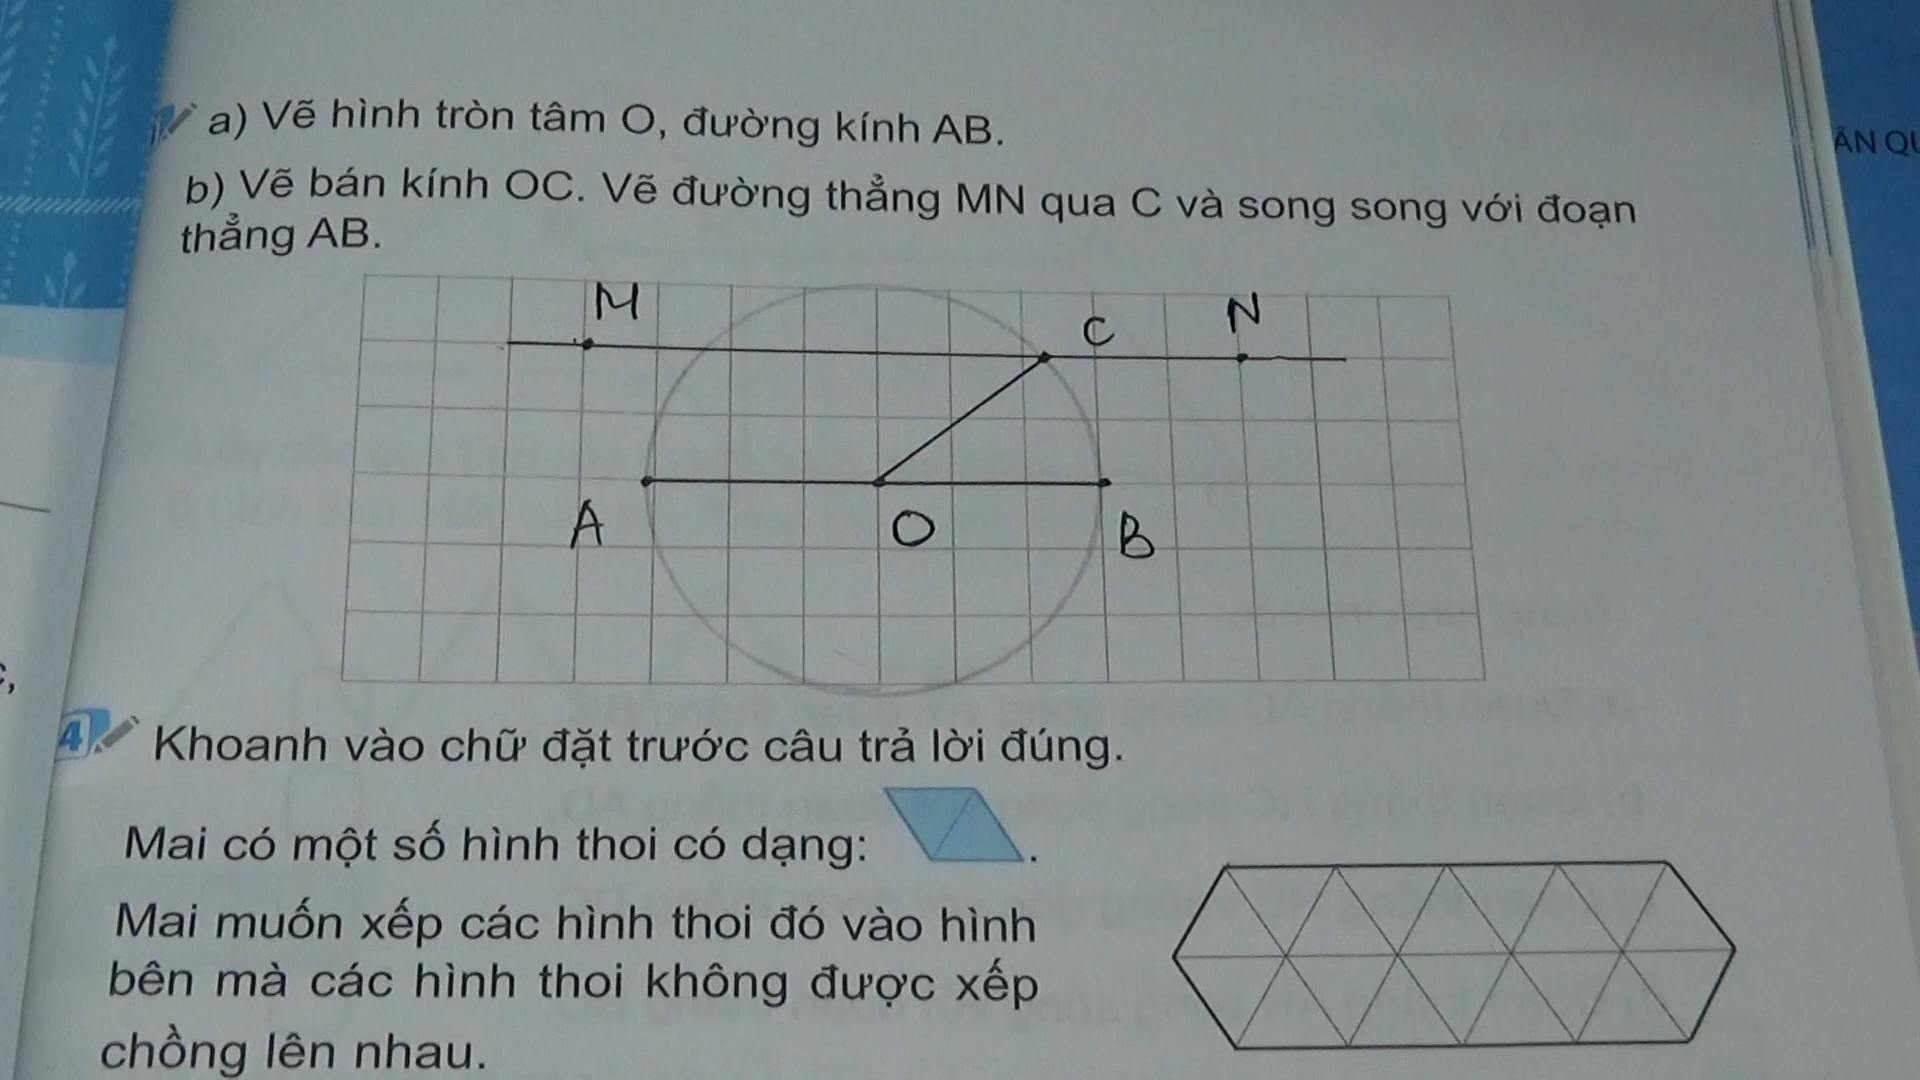 a) Vẽ hình tròn tâm O, đường kính AB.
b) Vẽ bán kính OC. Vẽ đường thẳng MN qua C và song song với đoạn
thẳng AB.
M
C
N
A
O
B
4
Khoanh vào chữ đặt trước câu trả lời đúng.
Mai có một số hình thoi có dạng:
.
Mai muốn xếp các hình thoi đó vào hình
bên mà các hình thoi không được xếp
chồng lên nhau.